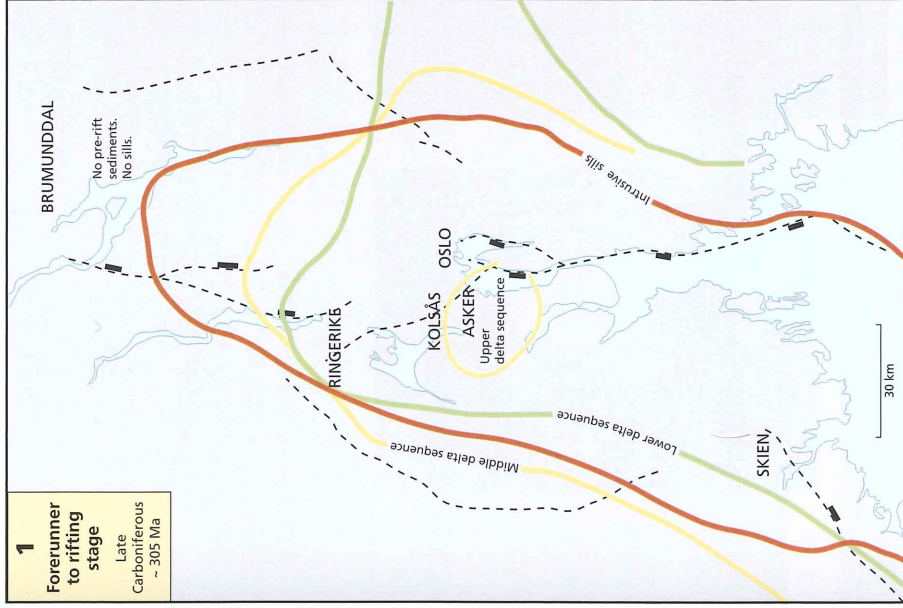 1
Forerunner
to rifting
stage
Late
Carboniferous
~ 305 Ma
BRUMUNDDAL
No pre-rift
sediments.
No sills.
RINGERIKE
KOLSÅS
OSLO
ASKER
Upper
delta sequence
Intrusive sills
Middle delta sequence
Lower delta sequence
SKIEN
30 km